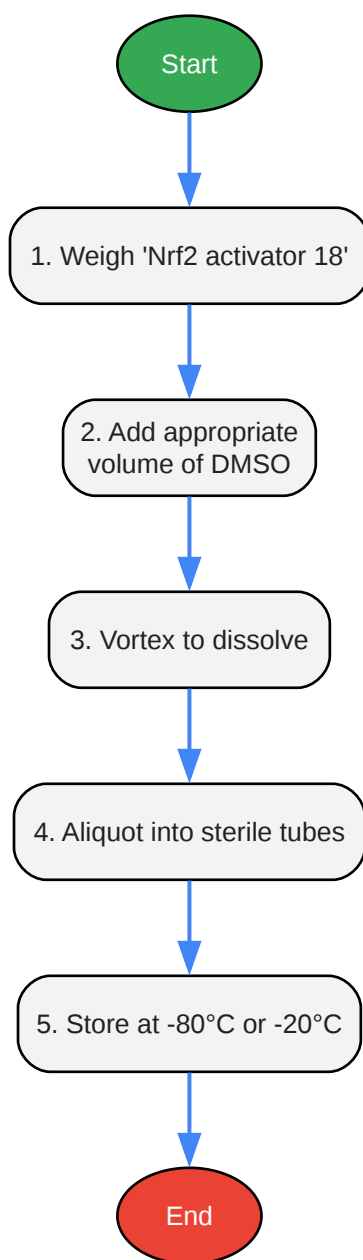 Start
1. Weigh 'Nrf2 activator 18'
2. Add appropriate
volume of DMSO
3. Vortex to dissolve
4. Aliquot into sterile tubes
5. Store at -80°C or -20°C
End